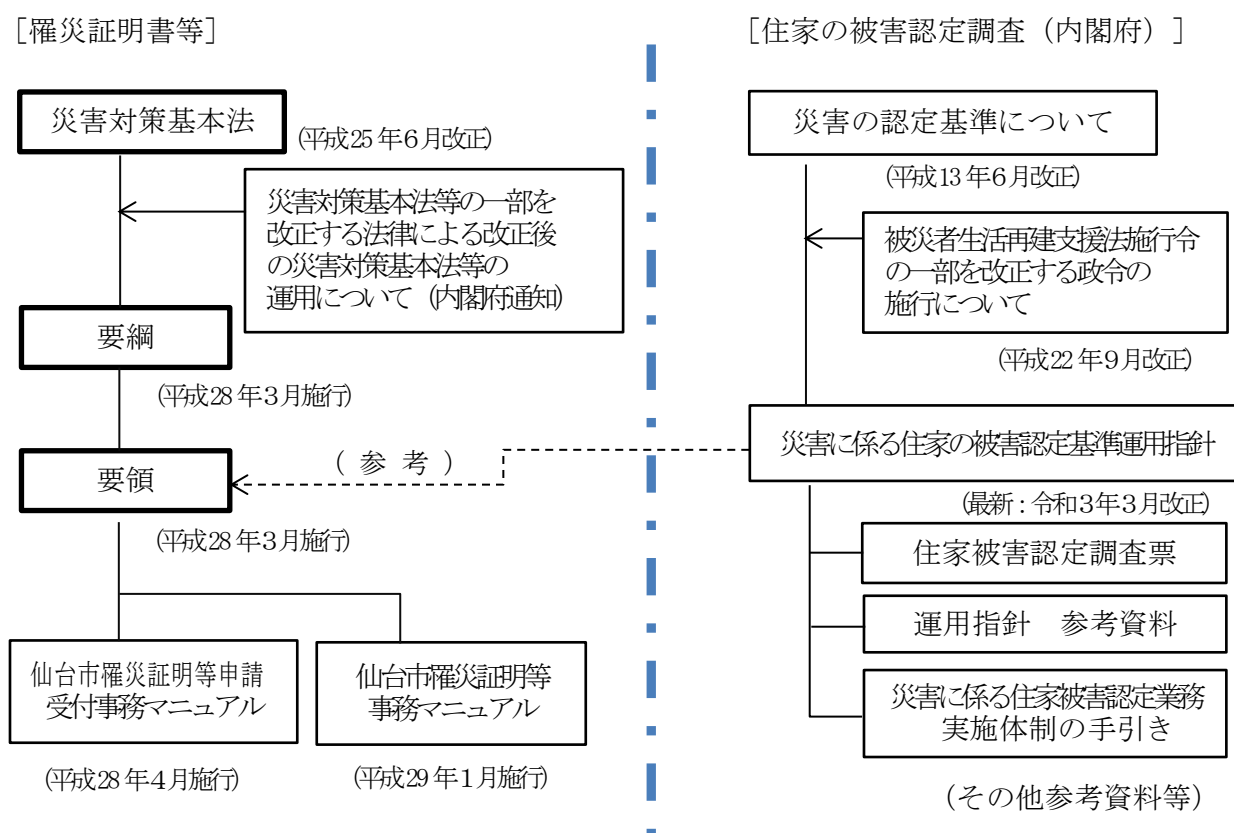 ［罹災証明書等］
災害対策基本法
(平成25年6月改正)
災害対策基本法等の一部を
改正する法律による改正後
の災害対策基本法等の
運用について（内閣府通知）
要綱
(平成28年３月施行)
（ 参 考 ）
要領
(平成28年３月施行)
仙台市罹災証明等申請
受付事務マニュアル
(平成28年４月施行)
仙台市罹災証明等
事務マニュアル
(平成29年１月施行)
［住家の被害認定調査（内閣府）］
災害の認定基準について
(平成13年６月改正)
被災者生活再建支援法施行令
の一部を改正する政令の
施行について
(平成22年９月改正)
災害に係る住家の被害認定基準運用指針
(最新：令和３年３月改正)
住家被害認定調査票
運用指針　参考資料
災害に係る住家被害認定業務
実施体制の手引き
（その他参考資料等）